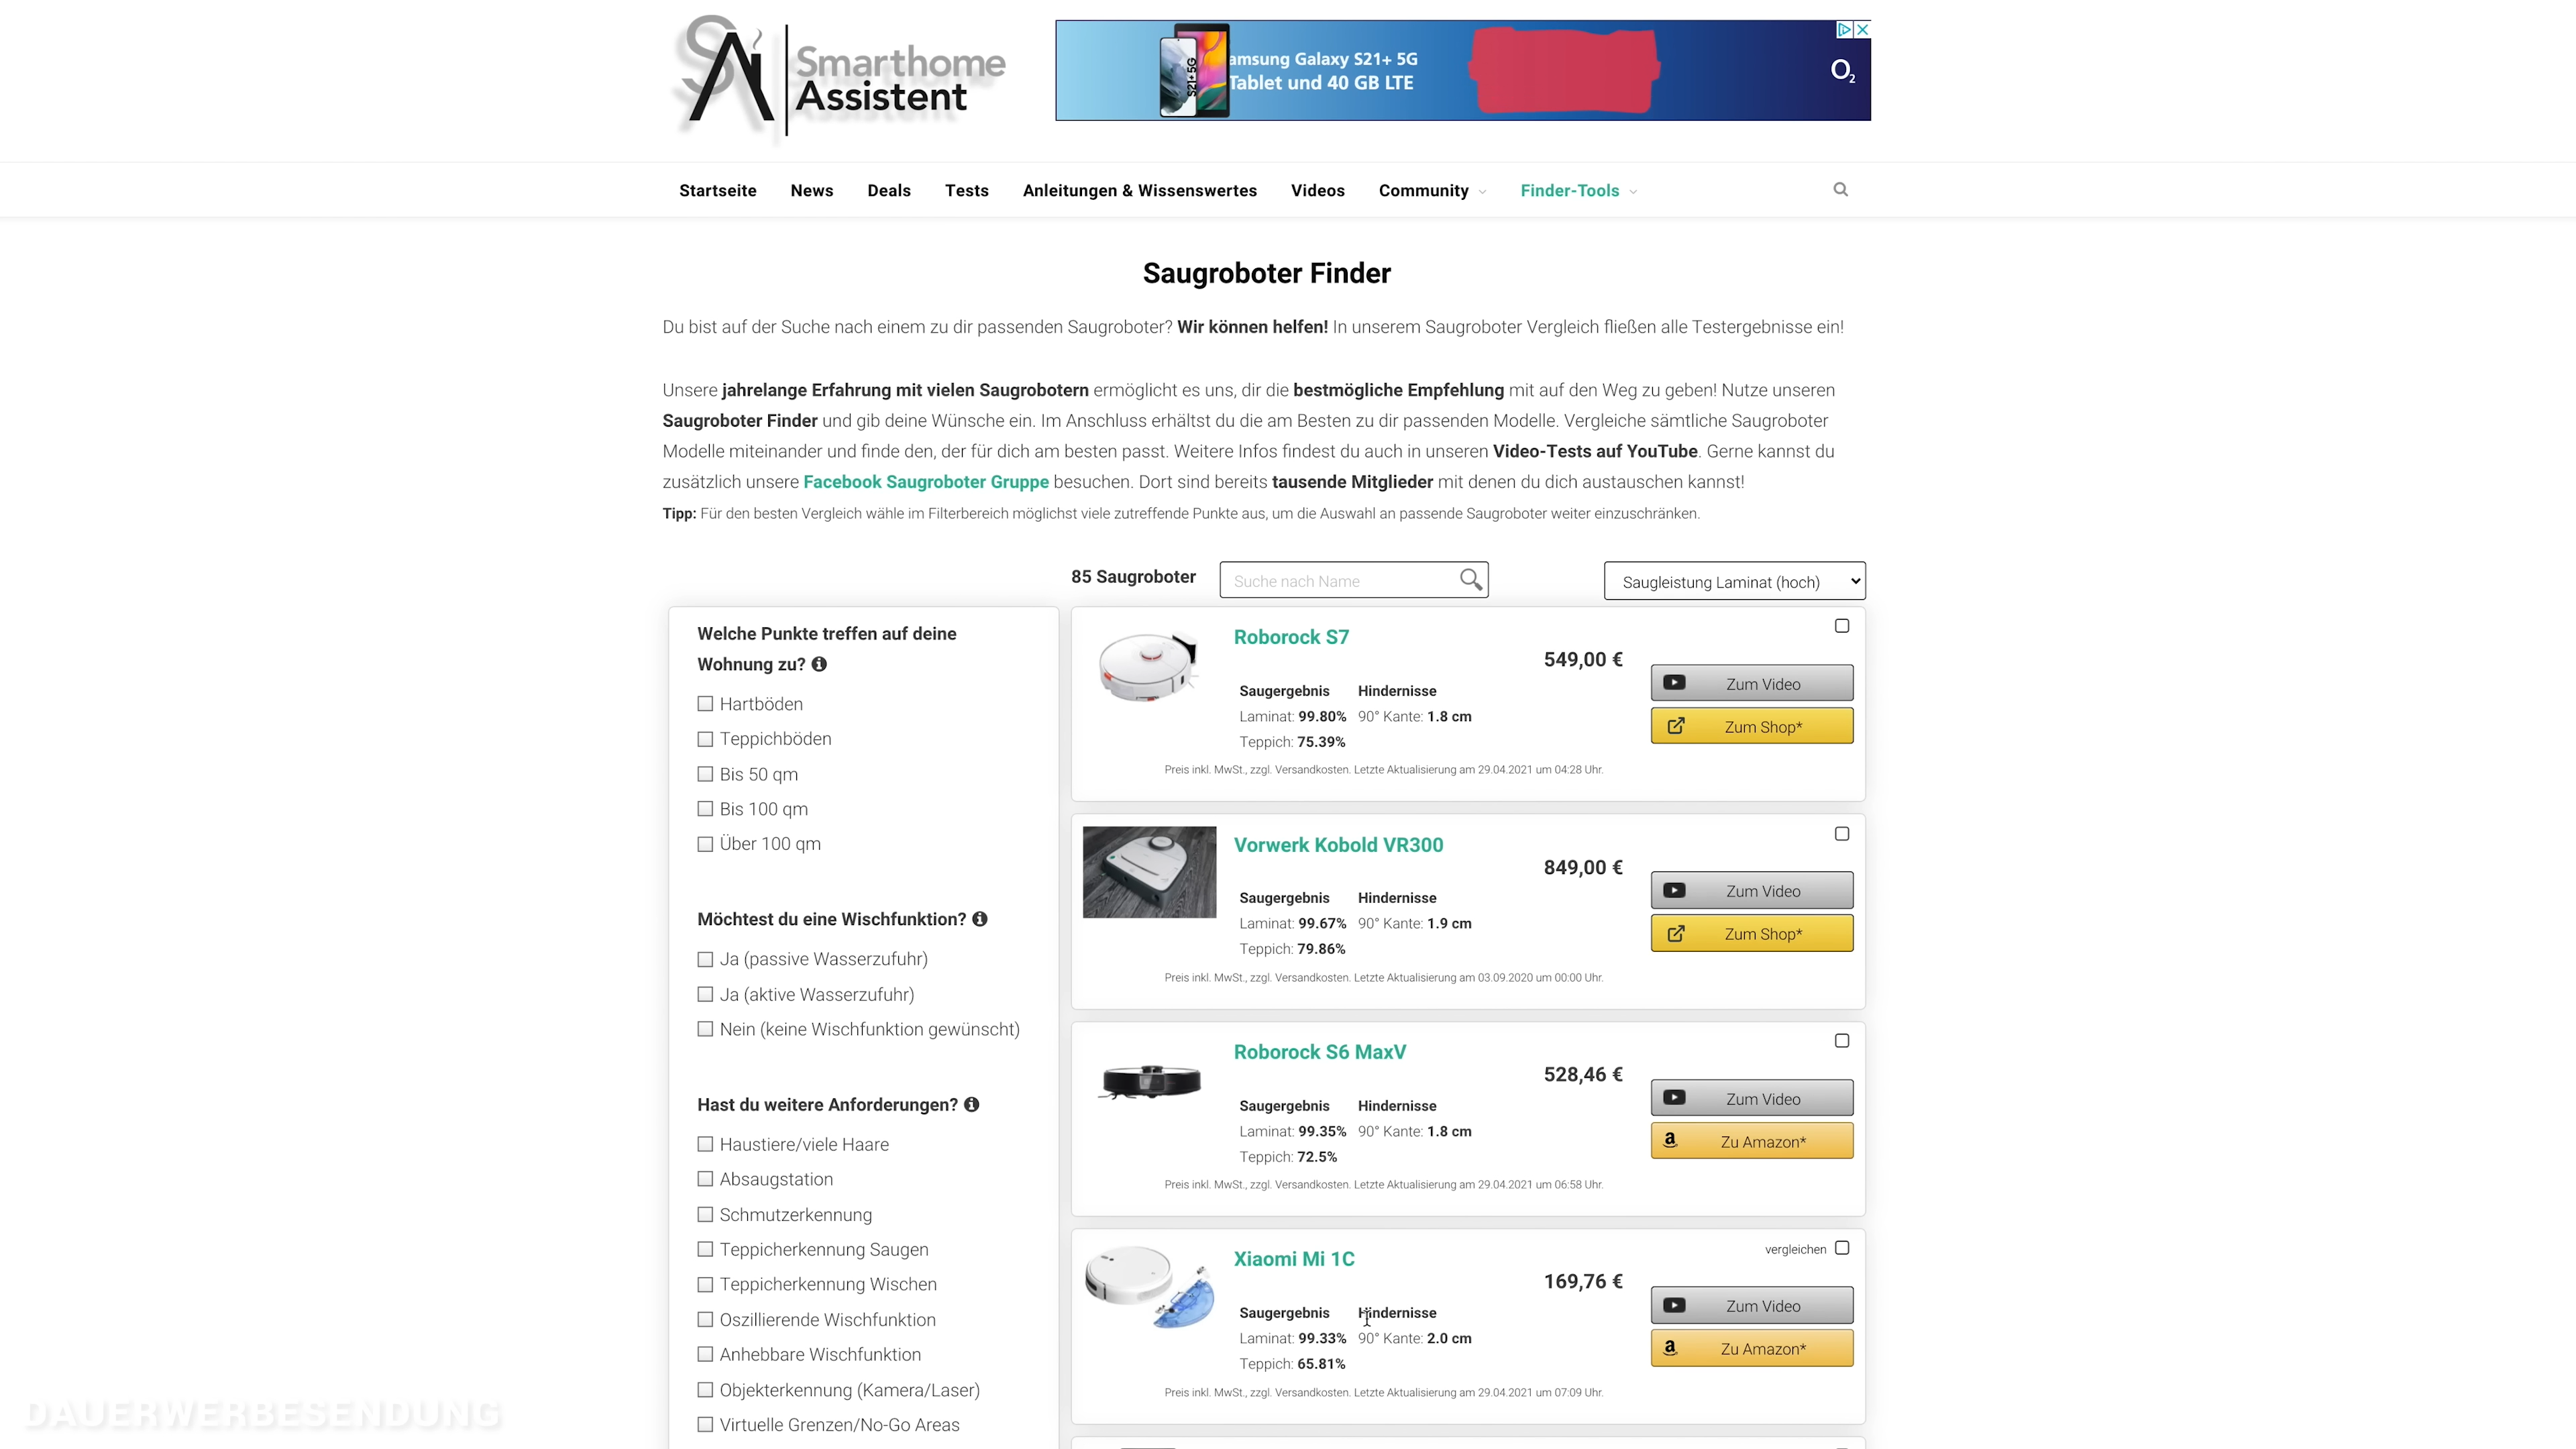 SAi Smarthome
Assistent
S21+ 5G
amsung Galaxy S21+ 5G
Tablet und 40 GB LTE
O2
Startseite News Deals Tests Anleitungen & Wissenswertes Videos Community Finder-Tools
Saugroboter Finder
Du bist auf der Suche nach einem zu dir passenden Saugroboter? Wir können helfen! In unserem Saugroboter Vergleich fließen alle Testergebnisse ein!
Unsere jahrelange Erfahrung mit vielen Saugrobotern ermöglicht es uns, dir die bestmögliche Empfehlung mit auf den Weg zu geben! Nutze unseren
Saugroboter Finder und gib deine Wünsche ein. Im Anschluss erhältst du die am Besten zu dir passenden Modelle. Vergleiche sämtliche Saugroboter
Modelle miteinander und finde den, der für dich am besten passt. Weitere Infos findest du auch in unseren Video-Tests auf YouTube. Gerne kannst du
zusätzlich unsere Facebook Saugroboter Gruppe besuchen. Dort sind bereits tausende Mitglieder mit denen du dich austauschen kannst!
Tipp: Für den besten Vergleich wähle im Filterbereich möglichst viele zutreffende Punkte aus, um die Auswahl an passende Saugroboter weiter einzuschränken.
85 Saugroboter Suche nach Name Saugleistung Laminat (hoch)
Welche Punkte treffen auf deine
Wohnung zu?
Hartböden
Teppichböden
Bis 50 qm
Bis 100 qm
Über 100 qm
Möchtest du eine Wischfunktion?
Ja (passive Wasserzufuhr)
Ja (aktive Wasserzufuhr)
Nein (keine Wischfunktion gewünscht)
Hast du weitere Anforderungen?
Haustiere/viele Haare
Absaugstation
Schmutzerkennung
Teppicherkennung Saugen
Teppicherkennung Wischen
Oszillierende Wischfunktion
Anhebbare Wischfunktion
Objekterkennung (Kamera/Laser)
Virtuelle Grenzen/No-Go Areas
Roborock S7
549,00 €
Zum Video
Saugergebnis Hindernisse
Laminat: 99.80% 90° Kante: 1.8 cm
Zum Shop*
Teppich: 75.39%
Preis inkl. MwSt., zzgl. Versandkosten. Letzte Aktualisierung am 29.04.2021 um 04:28 Uhr.
Vorwerk Kobold VR300
849,00 €
Zum Video
Saugergebnis Hindernisse
Laminat: 99.67% 90° Kante: 1.9 cm
Zum Shop*
Teppich: 79.86%
Preis inkl. MwSt., zzgl. Versandkosten. Letzte Aktualisierung am 03.09.2020 um 00:00 Uhr.
Roborock S6 MaxV
528,46 €
Zum Video
Saugergebnis Hindernisse
Laminat: 99.35% 90° Kante: 1.8 cm
Zu Amazon*
Teppich: 72.5%
Preis inkl. MwSt., zzgl. Versandkosten. Letzte Aktualisierung am 29.04.2021 um 06:58 Uhr.
vergleichen
Xiaomi Mi 1C
169,76 €
Zum Video
Saugergebnis Hindernisse
Laminat: 99.33% 90° Kante: 2.0 cm
Zu Amazon*
Teppich: 65.81%
Preis inkl. MwSt., zzgl. Versandkosten. Letzte Aktualisierung am 29.04.2021 um 07:09 Uhr.
DAUERWERBESENDUNG